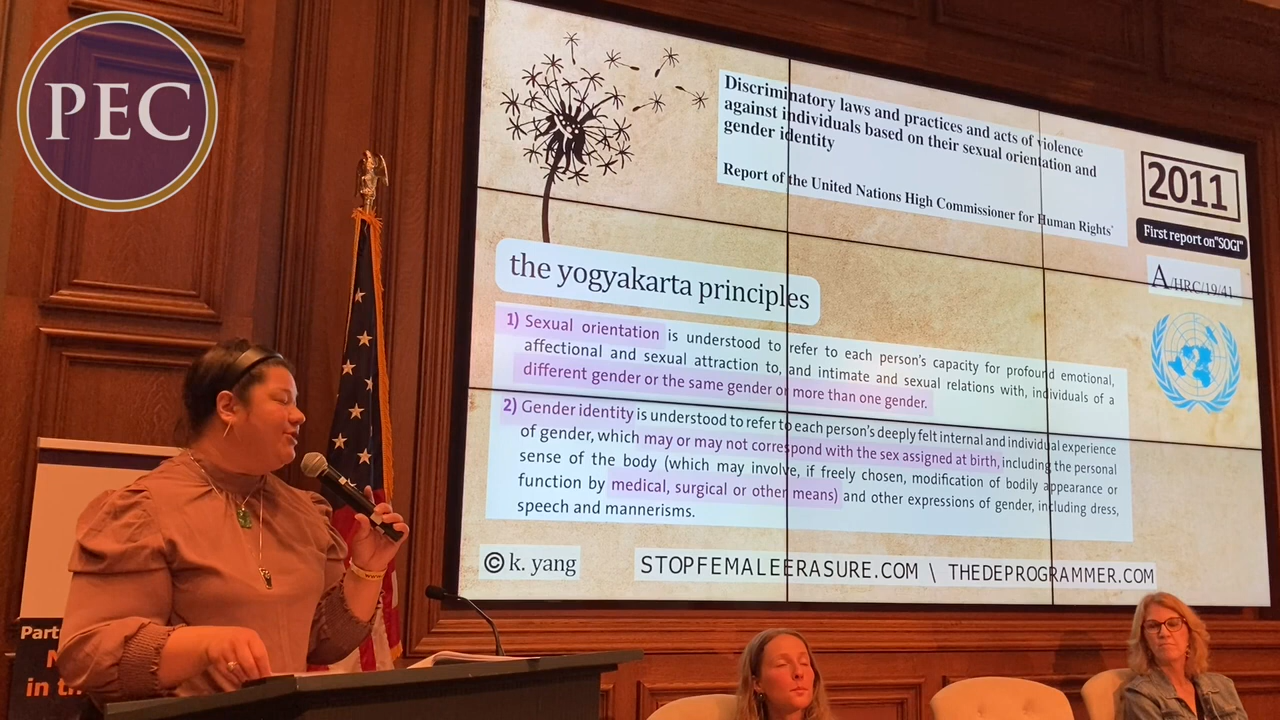 PEC
Discriminatory laws and practices and acts of violence
against individuals based on their sexual orientation and
gender identity
Report of the United Nations High Commissioner for Human Rights*
2011
First report on"SOGI"
A/HRC/19/41
the yogyakarta principles
1) Sexual orientation is understood to refer to each person's capacity for profound emotional,
affectional and sexual attraction to, and intimate and sexual relations with, individuals of a
different gender or the same gender or more than one gender.
2) Gender identity is understood to refer to each person's deeply felt internal and individual experience
of gender, which may or may not correspond with the sex assigned at birth, including the personal
sense of the body (which may involve, if freely chosen, modification of bodily appearance or
function by medical, surgical or other means) and other expressions of gender, including dress,
speech and mannerisms.
© k. yang
STOPFEMALEERASURE.COM \ THEDEPROGRAMMER.COM
Part
in th